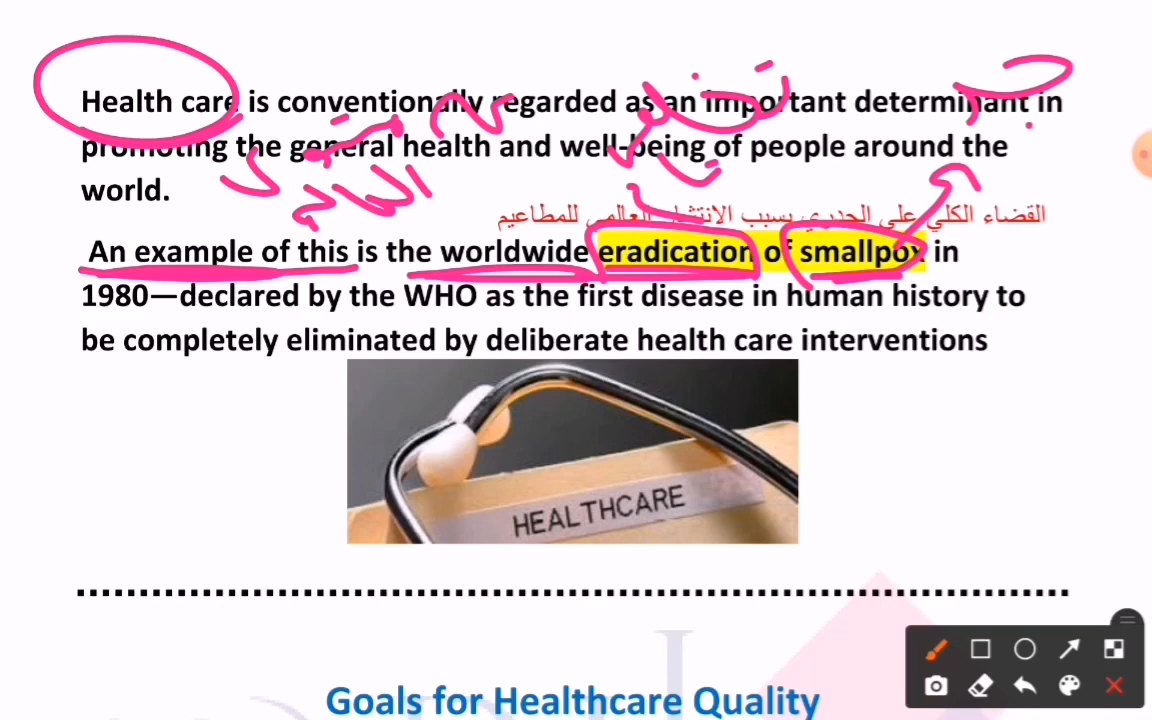 Health care is conventionally regarded as an important determinant in
promoting the general health and well-being of people around the
world.
القضاء الكلي على الجدري بسبب الانتشار العالمي للمطاعيم
An example of this is the worldwide eradication of smallpox in
1980—declared by the WHO as the first disease in human history to
be completely eliminated by deliberate health care interventions
HEALTHCARE
Goals for Healthcare Quality